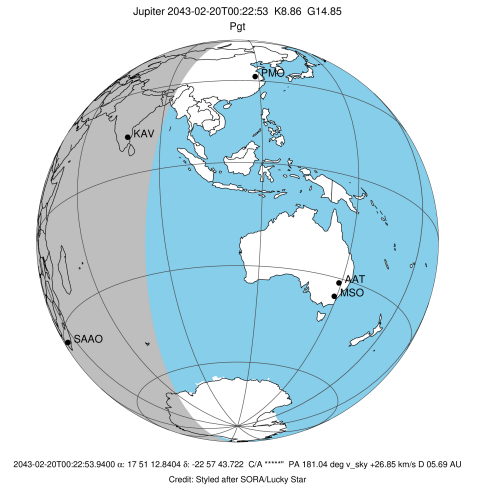 Jupiter 2043-02-20T00:22:53  K8.86  G14.85
Pgt
PMO
KAV
AAT
MSO
SAAO
2043-02-20T00:22:53.9400 α: 17 51 12.8404 δ: -22 57 43.722  C/A *****"  PA 181.04 deg v_sky +26.85 km/s D 05.69 AU
Credit: Styled after SORA/Lucky Star